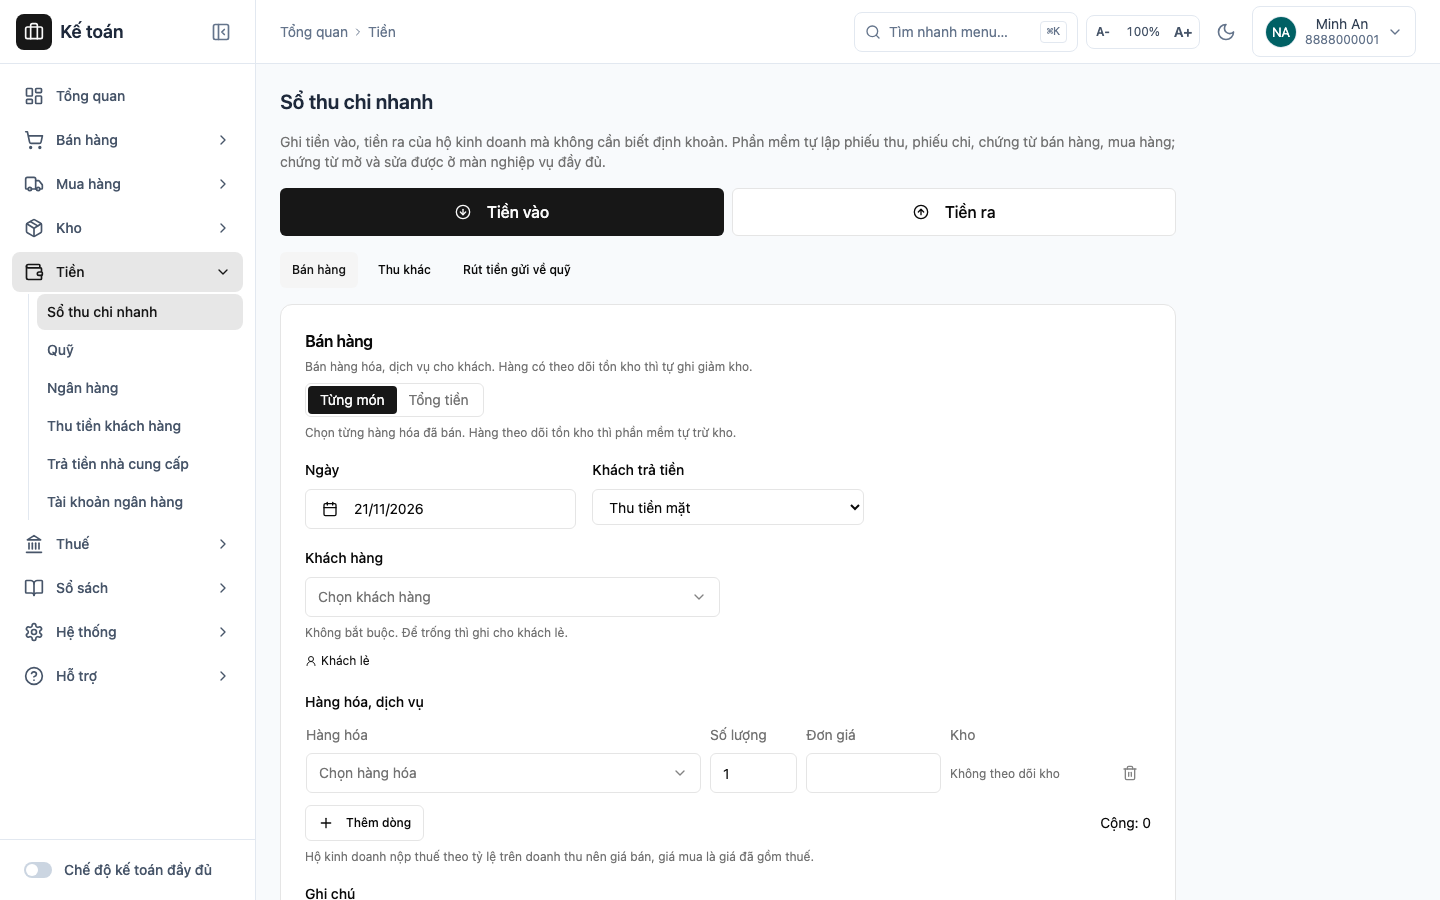 Kế toán
Tổng quan > Tiền
Tìm nhanh menu...
⌘K
A-
100%
A+
NA
Minh An
8888000001
Tổng quan
Bán hàng
Mua hàng
Kho
Tiền
Sổ thu chi nhanh
Quỹ
Ngân hàng
Thu tiền khách hàng
Trả tiền nhà cung cấp
Tài khoản ngân hàng
Thuế
Sổ sách
Hệ thống
Hỗ trợ
Chế độ kế toán đầy đủ
Sổ thu chi nhanh
Ghi tiền vào, tiền ra của hộ kinh doanh mà không cần biết định khoản. Phần mềm tự lập phiếu thu, phiếu chi, chứng từ bán hàng, mua hàng;
chứng từ mở và sửa được ở màn nghiệp vụ đầy đủ.
Tiền vào
Tiền ra
Bán hàng
Thu khác
Rút tiền gửi về quỹ
Bán hàng
Bán hàng hóa, dịch vụ cho khách. Hàng có theo dõi tồn kho thì tự ghi giảm kho.
Từng món
Tổng tiền
Chọn từng hàng hóa đã bán. Hàng theo dõi tồn kho thì phần mềm tự trừ kho.
Ngày
Khách trả tiền
21/11/2026
Thu tiền mặt
Khách hàng
Chọn khách hàng
Không bắt buộc. Để trống thì ghi cho khách lẻ.
Khách lẻ
Hàng hóa, dịch vụ
Hàng hóa
Số lượng
Đơn giá
Kho
Chọn hàng hóa
1
Không theo dõi kho
Thêm dòng
Cộng: 0
Hộ kinh doanh nộp thuế theo tỷ lệ trên doanh thu nên giá bán, giá mua là giá đã gồm thuế.
Ghi chú